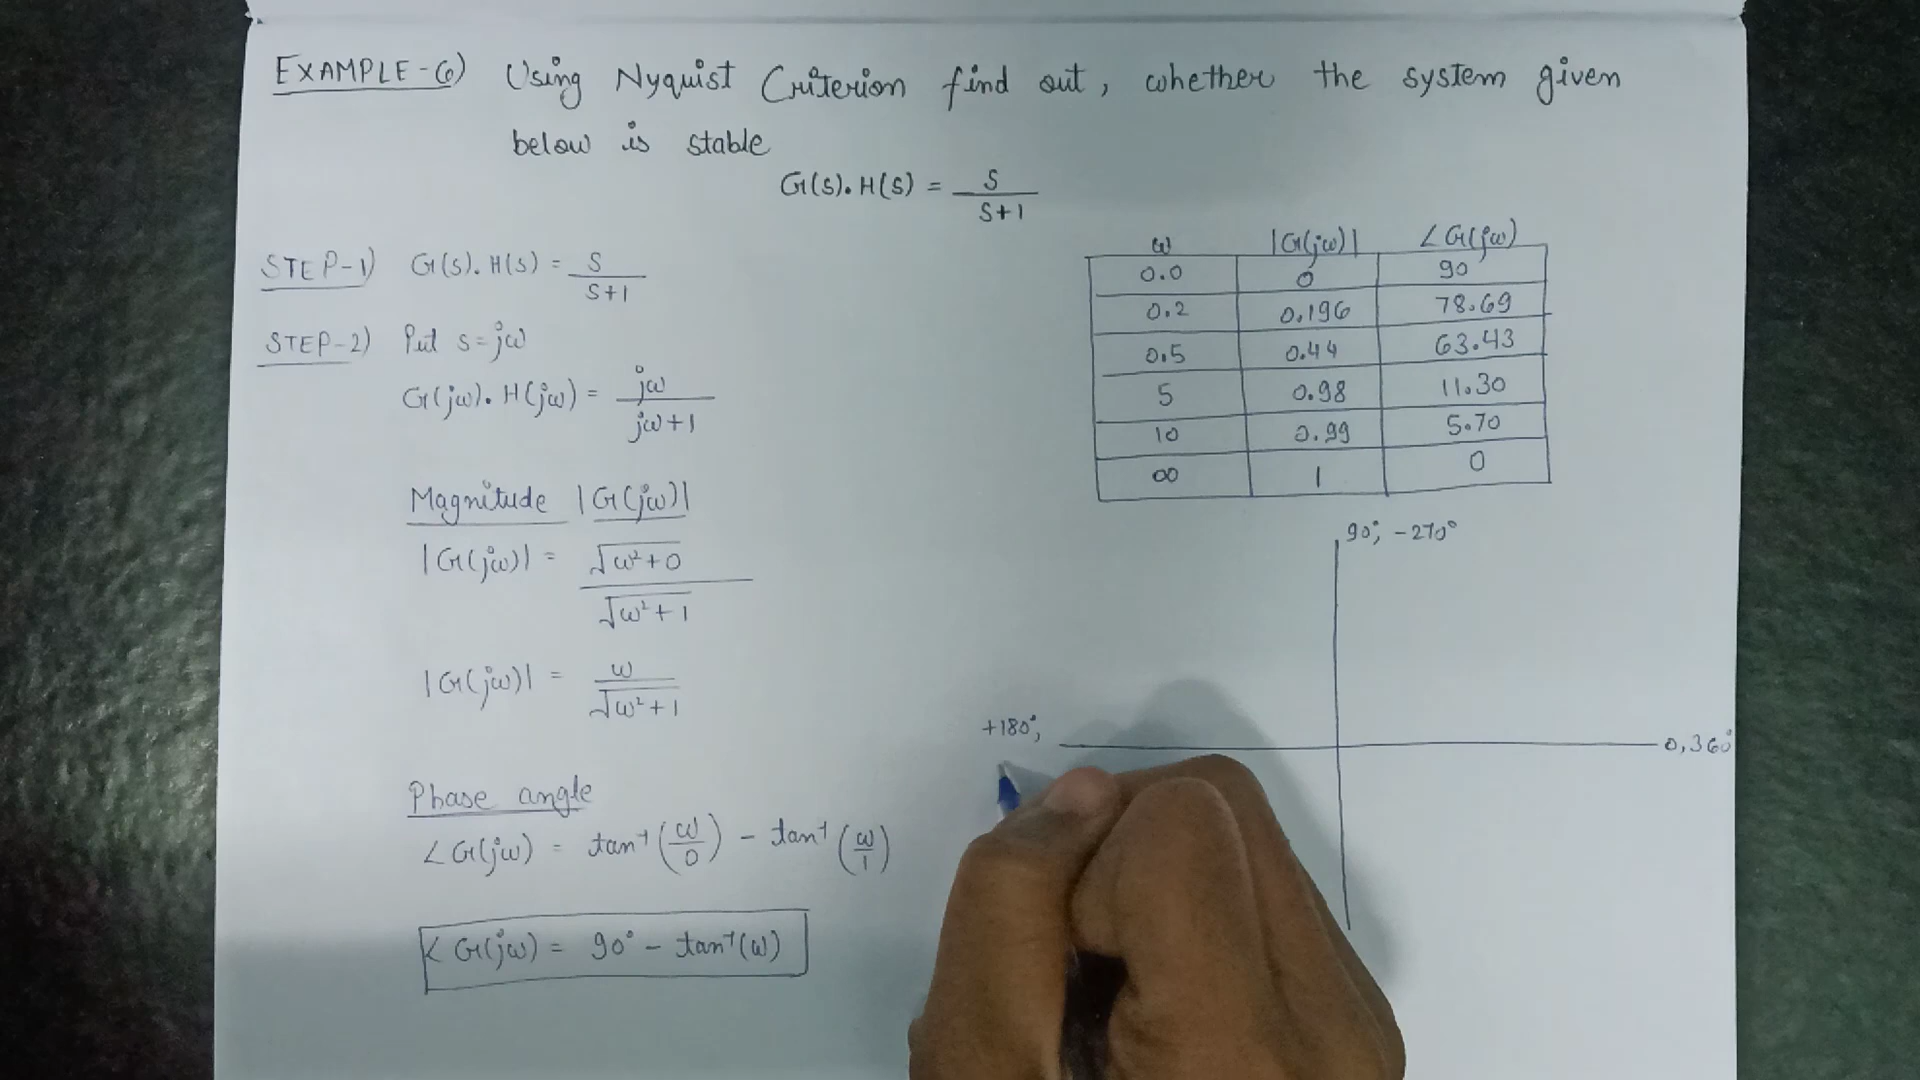 EXAMPLE-6) Using Nyquist Criterion find out, whether the system given
below is stable
G(s).H(s) = s/(s+1)
STEP-1) G(s).H(s) = s/(s+1)
STEP-2) Put s=jω
G(jω).H(jω) = jω/(jω+1)
Magnitude |G(jω)|
|G(jω)| = √(ω²+0)/√(ω²+1)
|G(jω)| = ω/√(ω²+1)
Phase angle
∠G(jω) = tan⁻¹(ω/0) - tan⁻¹(ω/1)
∠G(jω) = 90° - tan⁻¹(ω)
ω |G(jω)| ∠G(jω)
0.0 0 90
0.2 0.196 78.69
0.5 0.44 63.43
5 0.98 11.30
10 0.99 5.70
∞ 1 0
90°, -270°
+180°,
0,360°